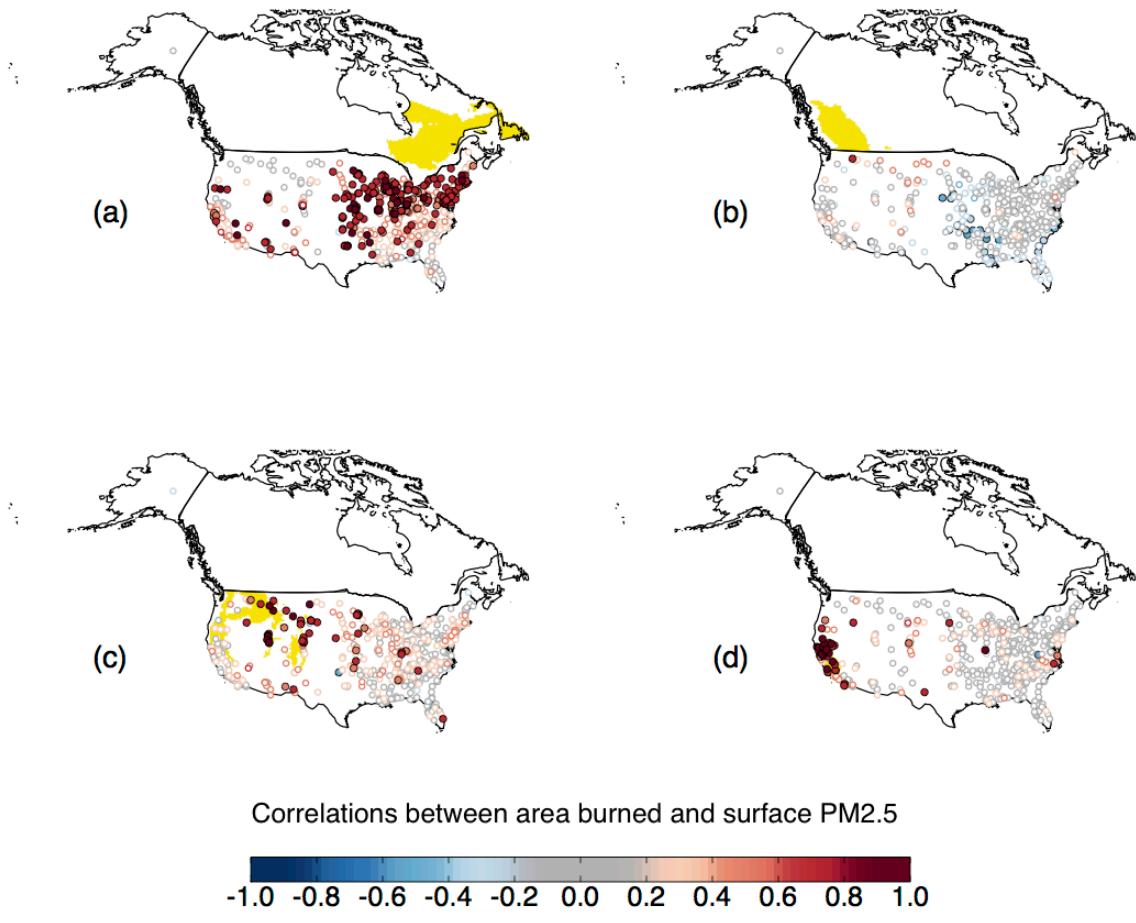 (a)
(b)
(c)
(d)
Correlations between area burned and surface PM2.5
-1.0 -0.8 -0.6 -0.4 -0.2 0.0 0.2 0.4 0.6 0.8 1.0